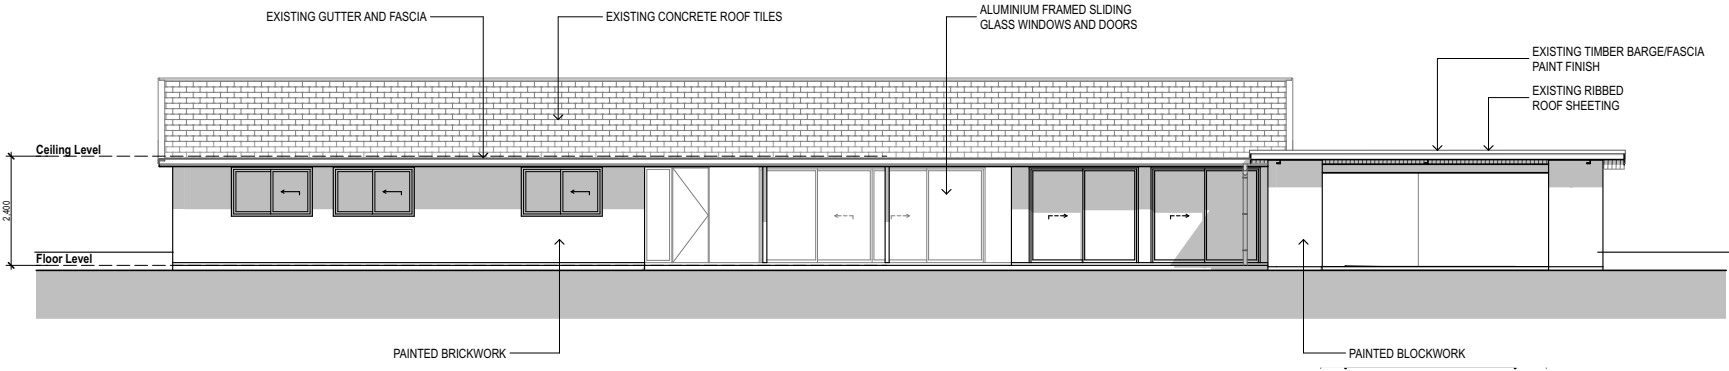 EXISTING GUTTER AND FASCIA
EXISTING CONCRETE ROOF TILES
ALUMINIUM FRAMED SLIDING
GLASS WINDOWS AND DOORS
EXISTING TIMBER BARGE/FASCIA
PAINT FINISH
EXISTING RIBBED
ROOF SHEETING
Ceiling Level
2,400
Floor Level
PAINTED BRICKWORK
PAINTED BLOCKWORK